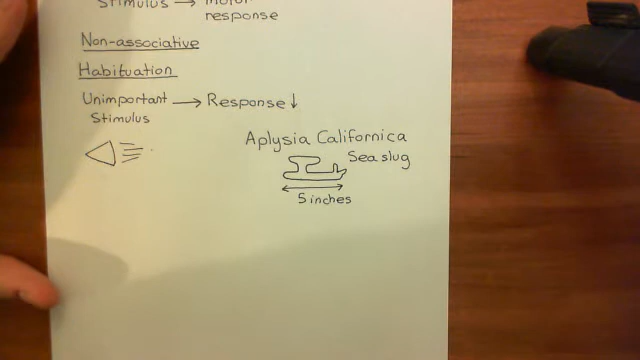 Stimulus → motor
response
Non-associative
Habituation
Unimportant → Response ↓
Stimulus
Aplysia Californica
Sea slug
5 inches